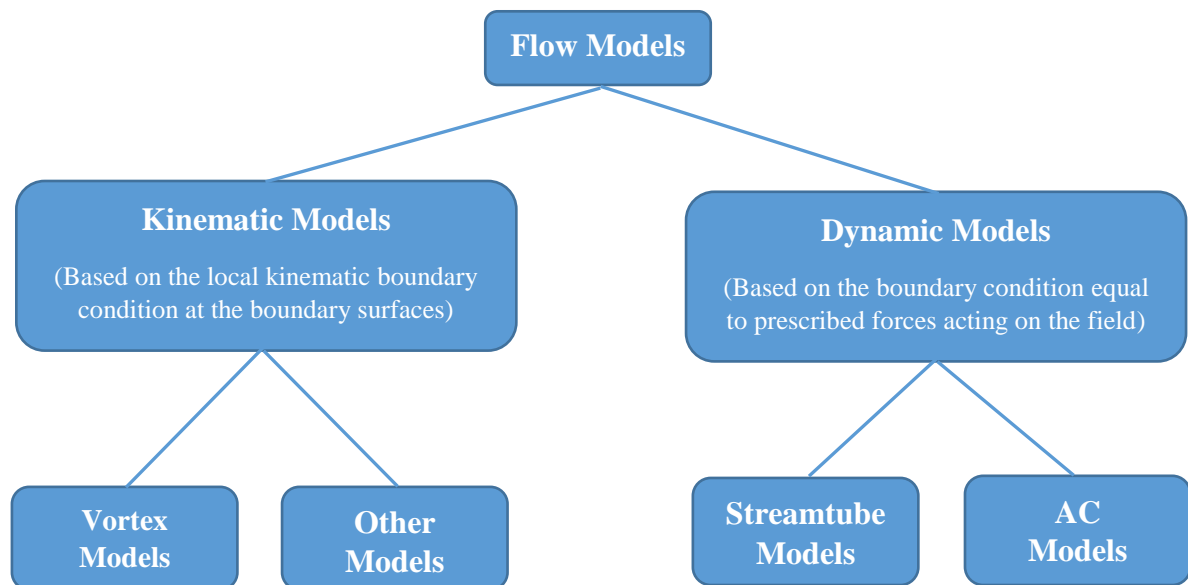 Flow Models
Kinematic Models
(Based on the local kinematic boundary
condition at the boundary surfaces)
Dynamic Models
(Based on the boundary condition equal
to prescribed forces acting on the field)
Vortex
Models
Other
Models
Streamtube
Models
AC
Models